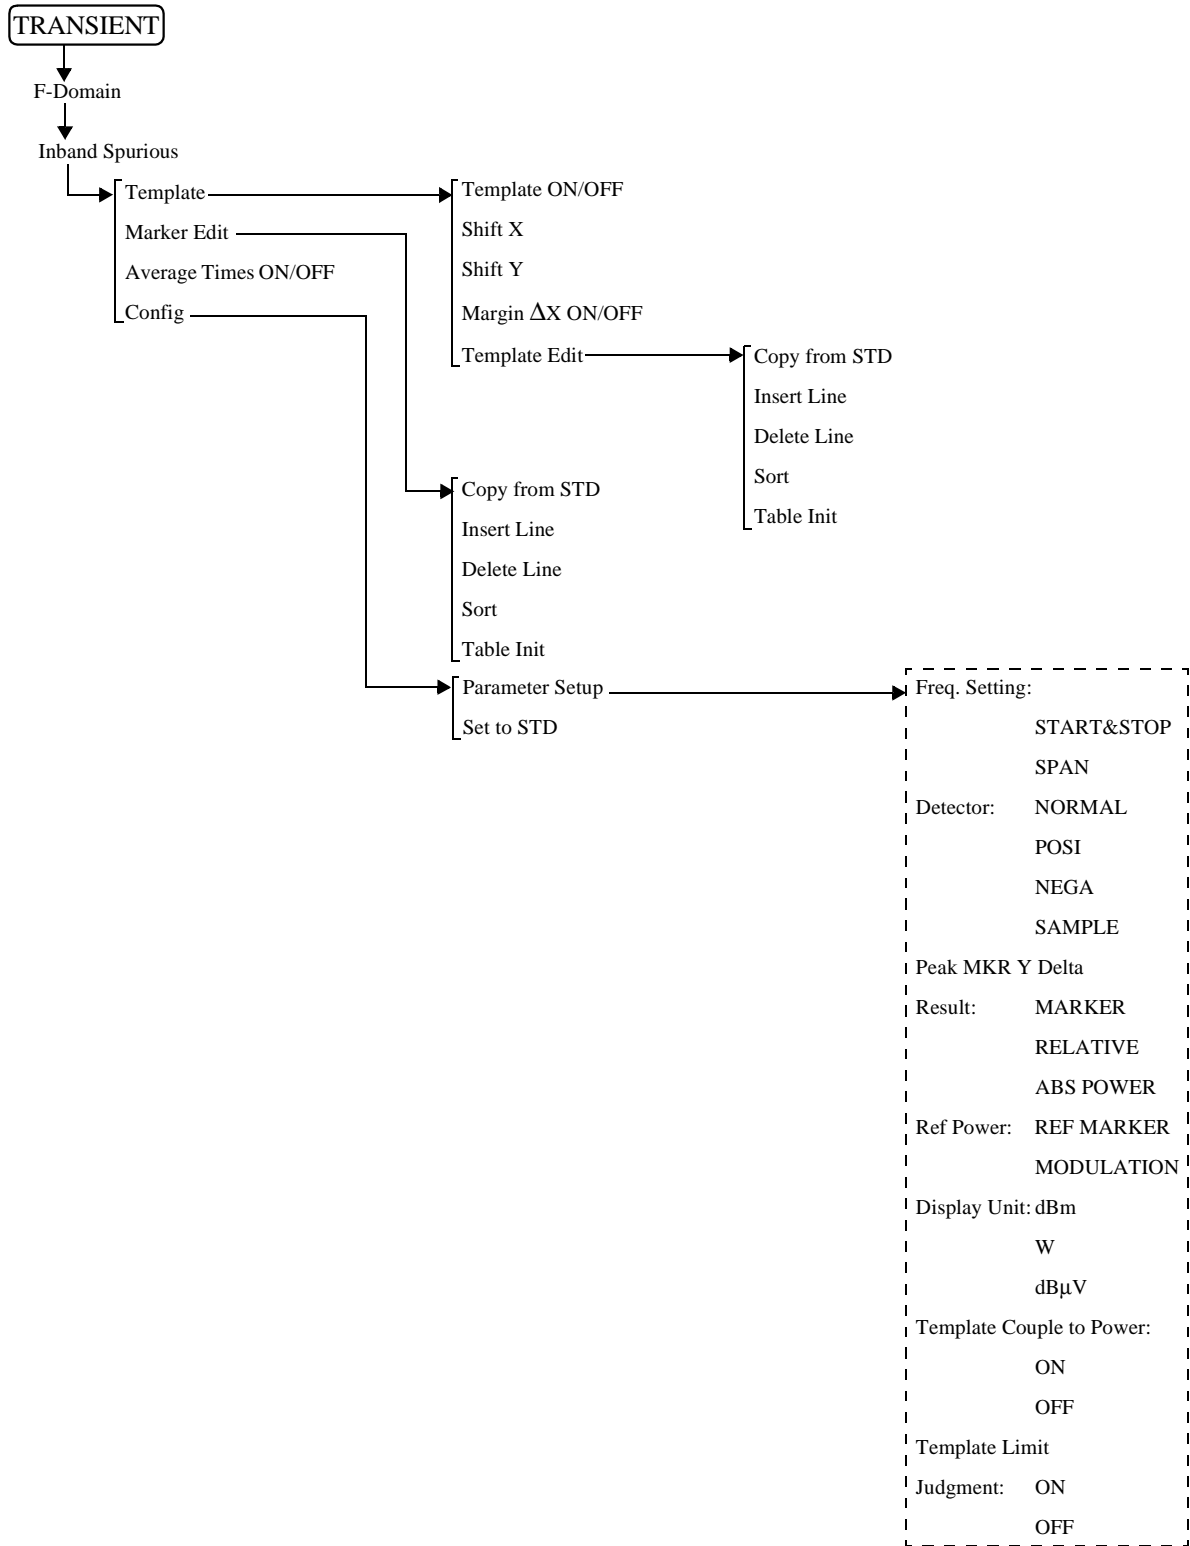 TRANSIENT
F-Domain
Inband Spurious
Template
Marker Edit
Average Times ON/OFF
Config
Template ON/OFF
Shift X
Shift Y
Margin ΔX ON/OFF
Template Edit
Copy from STD
Insert Line
Delete Line
Sort
Table Init
Copy from STD
Insert Line
Delete Line
Sort
Table Init
Parameter Setup
Set to STD
Freq. Setting:
START&STOP
SPAN
Detector: NORMAL
POSI
NEGA
SAMPLE
Peak MKR Y Delta
Result: MARKER
RELATIVE
ABS POWER
Ref Power: REF MARKER
MODULATION
Display Unit: dBm
W
dBμV
Template Couple to Power:
ON
OFF
Template Limit
Judgment: ON
OFF